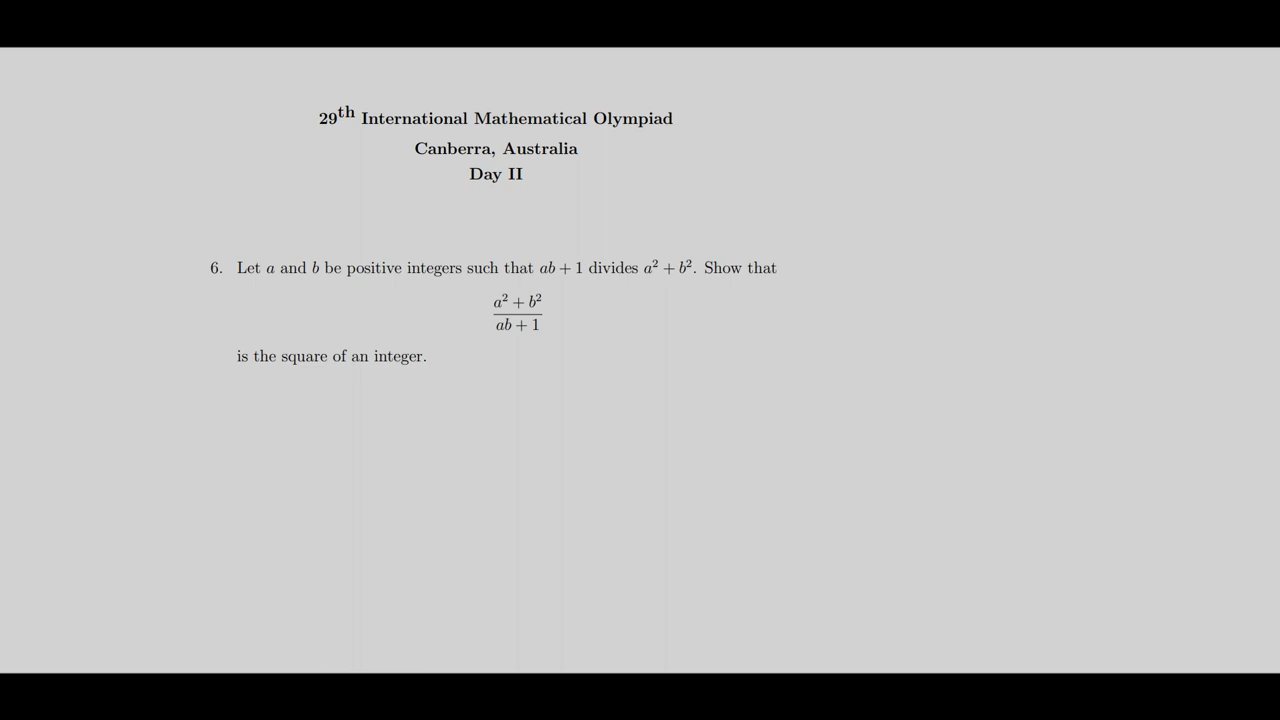 29th International Mathematical Olympiad
Canberra, Australia
Day II
6. Let a and b be positive integers such that ab + 1 divides a² + b². Show that
a² + b²
ab + 1
is the square of an integer.